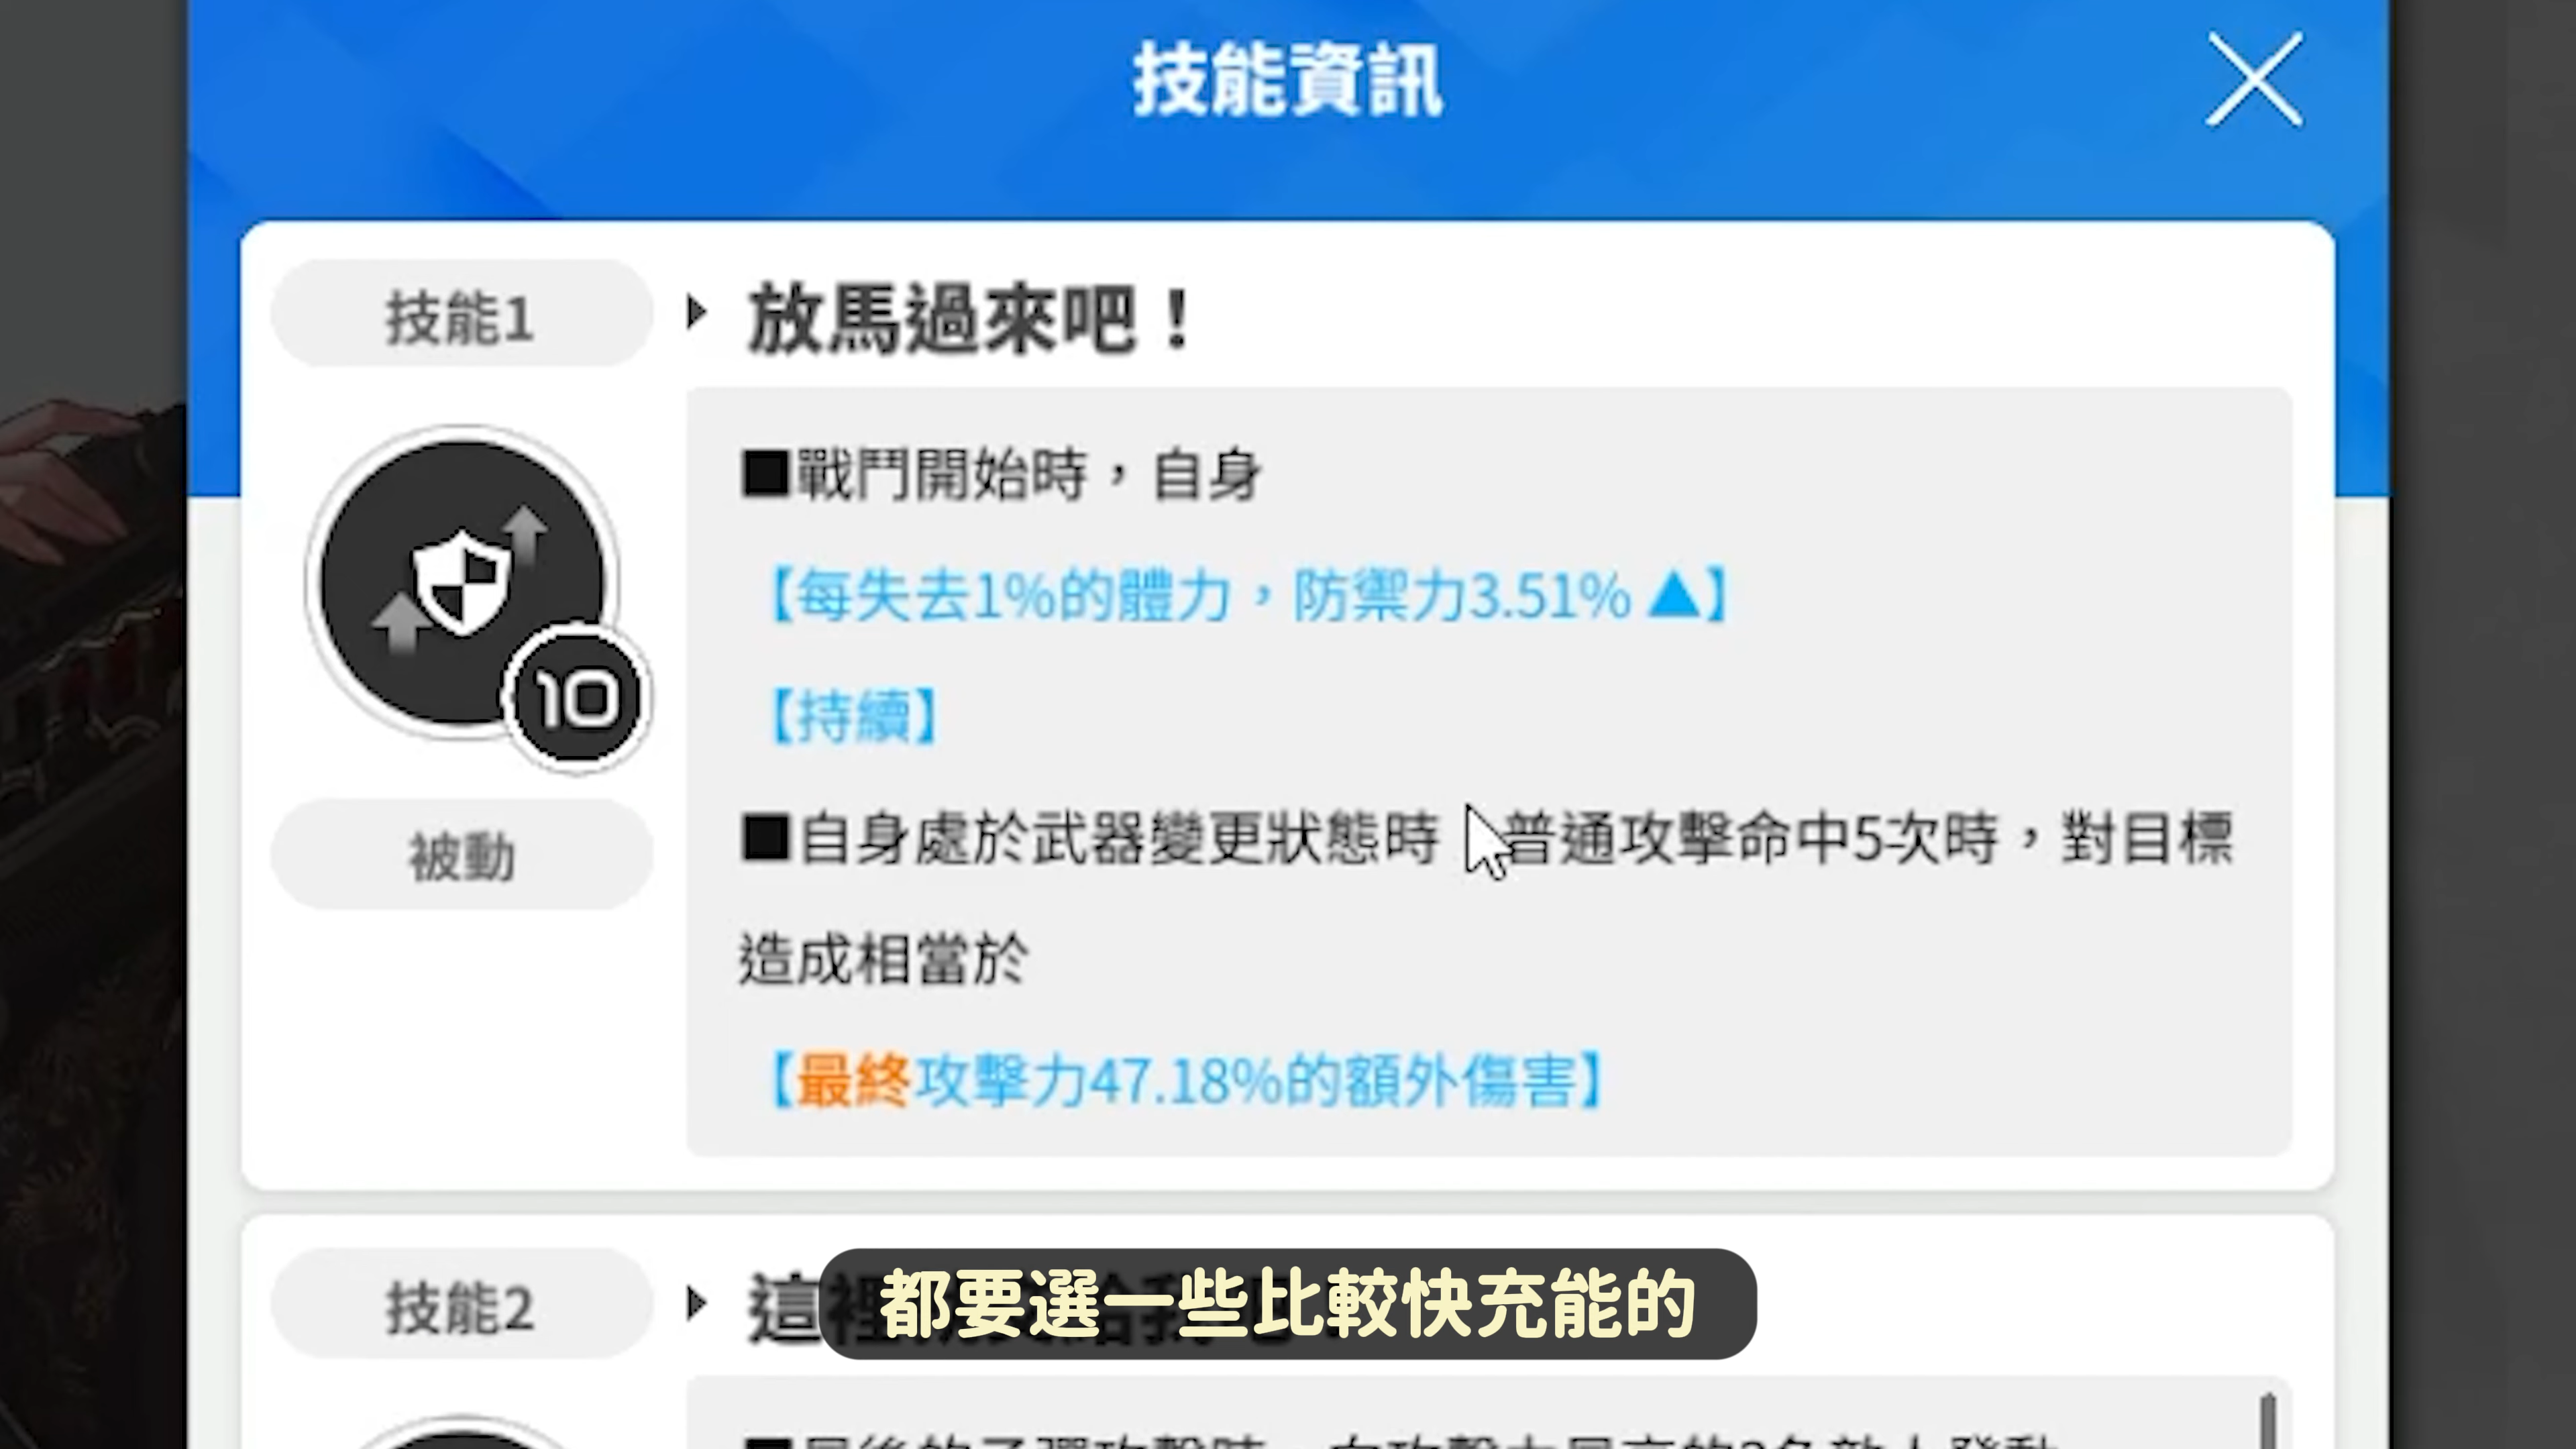 技能資訊
技能1
放馬過來吧！
■戰鬥開始時，自身
【每失去1%的體力，防禦力3.51%▲】
【持續】
10
被動
■自身處於武器變更狀態時 普通攻擊命中5次時，對目標
造成相當於
【最終攻擊力47.18%的額外傷害】
技能2
這裡
都要選一些比較快充能的